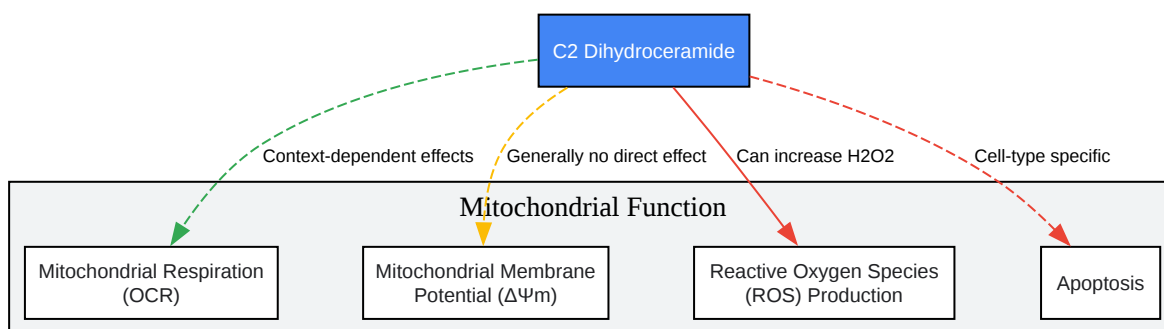 C2 Dihydroceramide
Context-dependent effects
Generally no direct effect
Can increase H2O2
Cell-type specific
Mitochondrial Function
Mitochondrial Respiration
(OCR)
Mitochondrial Membrane
Potential (ΔΨm)
Reactive Oxygen Species
(ROS) Production
Apoptosis